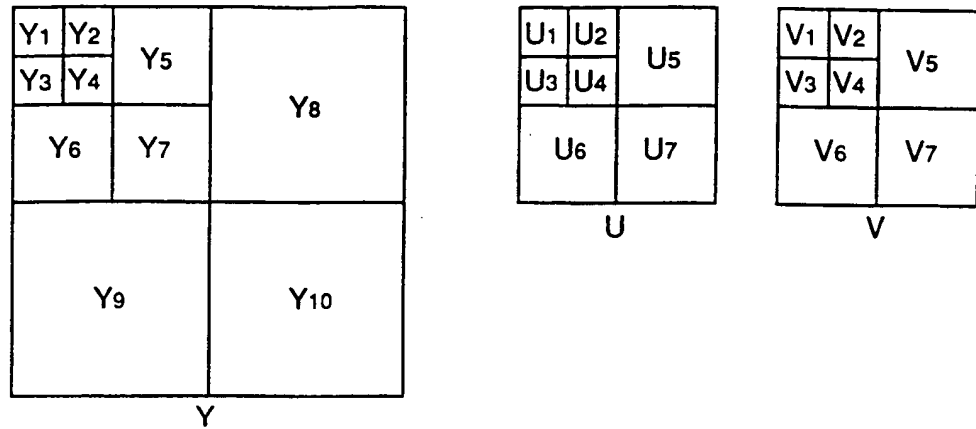 Y1 Y2 Y5 Y8
Y3 Y4
Y6 Y7
Y9 Y10
Y
U1 U2 U5
U3 U4
U6 U7
U
V1 V2 V5
V3 V4
V6 V7
V